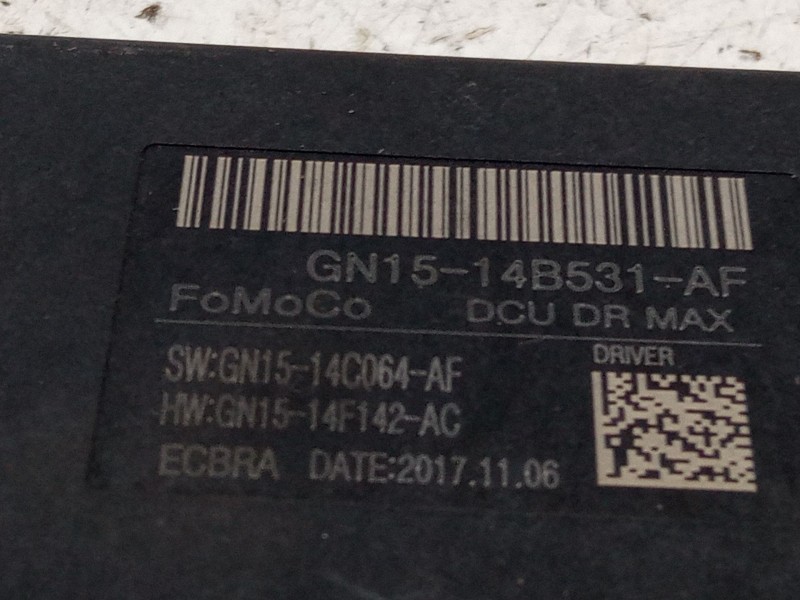 GN15-14B531-AF
FoMoCo DCU DR MAX
SW:GN15-14C064-AF
DRIVER
HW:GN15-14F142-AC
ECBRA DATE:2017.11.06